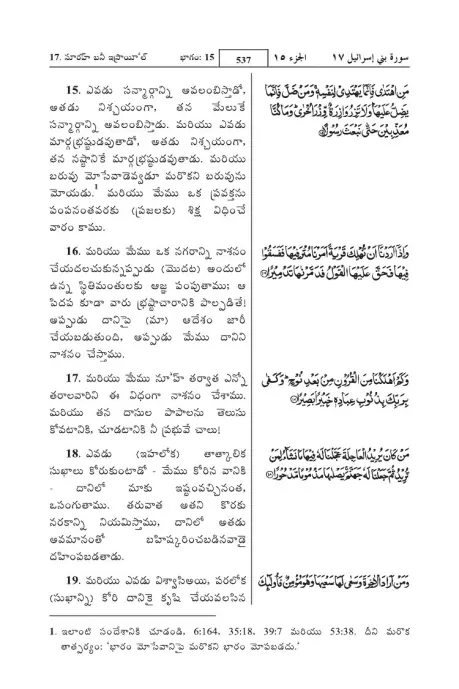 17. సూరహ్ బనీ ఇస్రాయీ'ల్ భాగం: 15 537 الجزء ١٥ سورة بني إسرائيل ١٧
15. ఎవడు సన్మార్గాన్ని అవలంబిస్తాడో,
అతడు నిశ్చయంగా, తన మేలుకే
సన్మార్గాన్ని అవలంబిస్తాడు. మరియు ఎవడు
మార్గభ్రష్టుడవుతాడో, అతడు నిశ్చయంగా,
తన నష్టానికే మార్గభ్రష్టుడవుతాడు. మరియు
బరువు మోసేవాడెవ్వడూ మరొకని బరువును
మోయడు.1 మరియు మేము ఒక ప్రవక్తను
పంపనంతవరకు (ప్రజలకు) శిక్ష విధించే
వారం కాము.
مَنِ اهْتَدَىٰ فَإِنَّمَا يَهْتَدِي لِنَفْسِهِ ۖ وَمَنْ ضَلَّ فَإِنَّمَا
يَضِلُّ عَلَيْهَا ۚ وَلَا تَزِرُ وَازِرَةٌ وِزْرَ أُخْرَىٰ ۗ وَمَا كُنَّا
مُعَذِّبِينَ حَتَّىٰ نَبْعَثَ رَسُولًا ۝
16. మరియు మేము ఒక నగరాన్ని నాశనం
చేయదలచుకున్నప్పుడు (మొదట) అందులో
ఉన్న స్థితిమంతులకు ఆజ్ఞ పంపుతాము; ఆ
పిదప కూడా వారు భ్రష్టాచారానికి పాల్పడితే!
అప్పుడు దానిపై (మా) ఆదేశం జారీ
చేయబడుతుంది, అప్పుడు మేము దానిని
నాశనం చేస్తాము.
وَإِذَا أَرَدْنَا أَنْ نُهْلِكَ قَرْيَةً أَمَرْنَا مُتْرَفِيهَا فَفَسَقُوا
فِيهَا فَحَقَّ عَلَيْهَا الْقَوْلُ فَدَمَّرْنَاهَا تَدْمِيرًا ۝
17. మరియు మేము నూ'హ్ తర్వాత ఎన్నో
తరాలవారిని ఈ విధంగా నాశనం చేశాము.
మరియు తన దాసుల పాపాలను తెలుసు
కోవటానికి, చూడటానికి నీ ప్రభువే చాలు!
وَكَمْ أَهْلَكْنَا مِنَ الْقُرُونِ مِنْ بَعْدِ نُوحٍ ۗ وَكَفَىٰ
بِرَبِّكَ بِذُنُوبِ عِبَادِهِ خَبِيرًا بَصِيرًا ۝
18. ఎవడు (ఇహలోక) తాత్కాలిక
సుఖాలు కోరుకుంటాడో - మేము కోరిన వానికి
- దానిలో మాకు ఇష్టంవచ్చినంత,
ఒసంగుతాము. తరువాత అతని కొరకు
నరకాన్ని నియమిస్తాము, దానిలో అతడు
అవమానంతో బహిష్కరించబడినవాడై
దహింపబడతాడు.
مَنْ كَانَ يُرِيدُ الْعَاجِلَةَ عَجَّلْنَا لَهُ فِيهَا مَا نَشَاءُ لِمَنْ
نُرِيدُ ثُمَّ جَعَلْنَا لَهُ جَهَنَّمَ يَصْلَاهَا مَذْمُومًا مَدْحُورًا ۝
19. మరియు ఎవడు విశ్వాసియి, పరలోక
(సుఖాన్ని) కోరి దానికై కృషి చేయవలసిన
وَمَنْ أَرَادَ الْآخِرَةَ وَسَعَىٰ لَهَا سَعْيَهَا وَهُوَ مُؤْمِنٌ فَأُولَٰئِكَ
1. ఇలాంటి సందేశానికి చూడండి, 6:164, 35:18, 39:7 మరియు 53:38. దీని మరొక
తాత్పర్యం: 'భారం మోసేవానిపై మరొకని భారం మోపబడదు.'